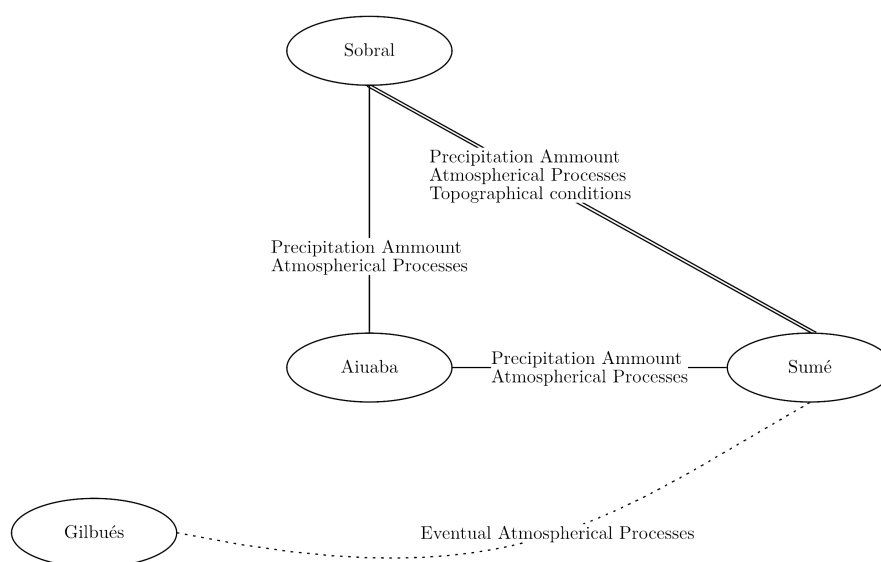 Sobral
Precipitation Ammount
Atmospherical Processes
Topographical conditions
Precipitation Ammount
Atmospherical Processes
Aiuaba
Precipitation Ammount
Atmospherical Processes
Sumé
Gilbués
Eventual Atmospherical Processes